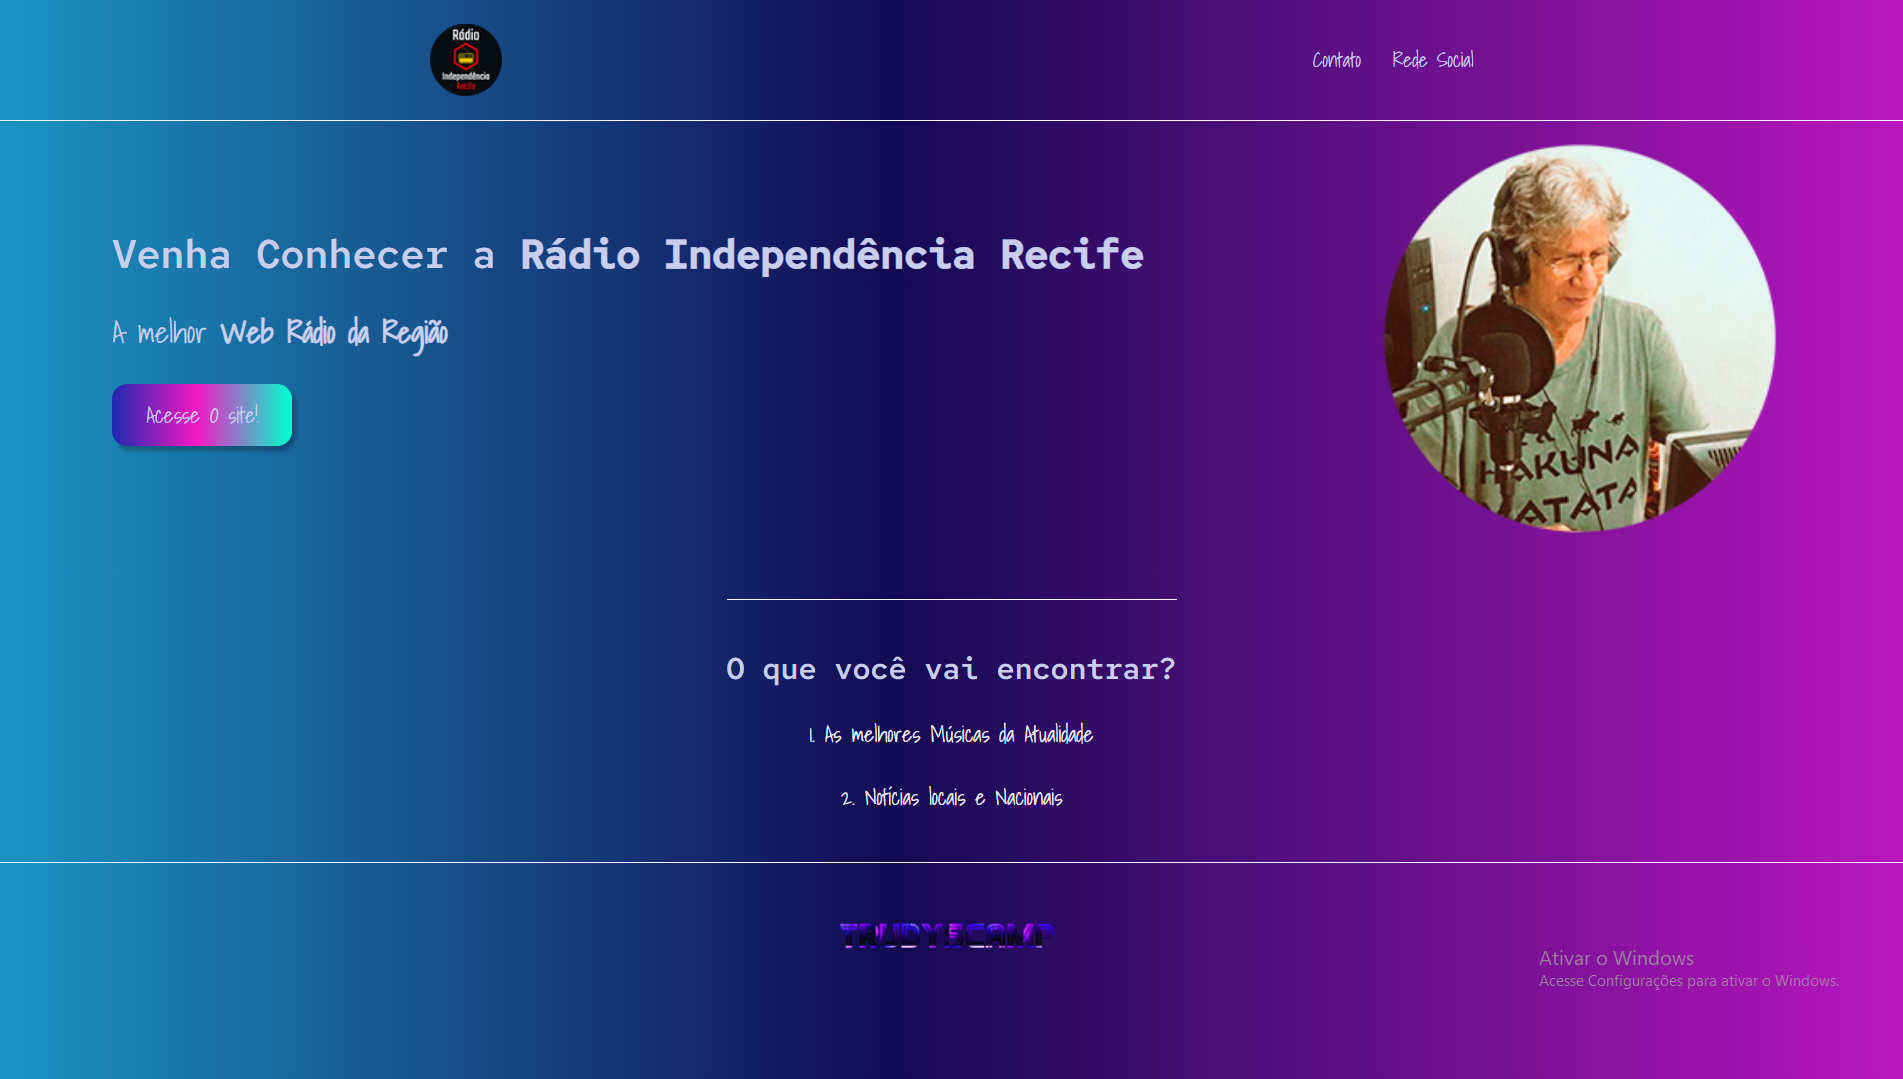 Rádio
Independência
Recife
Contato Rede Social
Venha Conhecer a Rádio Independência Recife
A melhor Web Rádio da Região
Acesse O site!
HAKUNA
MATATA
O que você vai encontrar?
1. As melhores Músicas da Atualidade
2. Notícias locais e Nacionais
TRUDYSCAMP
Ativar o Windows
Acesse Configurações para ativar o Windows.